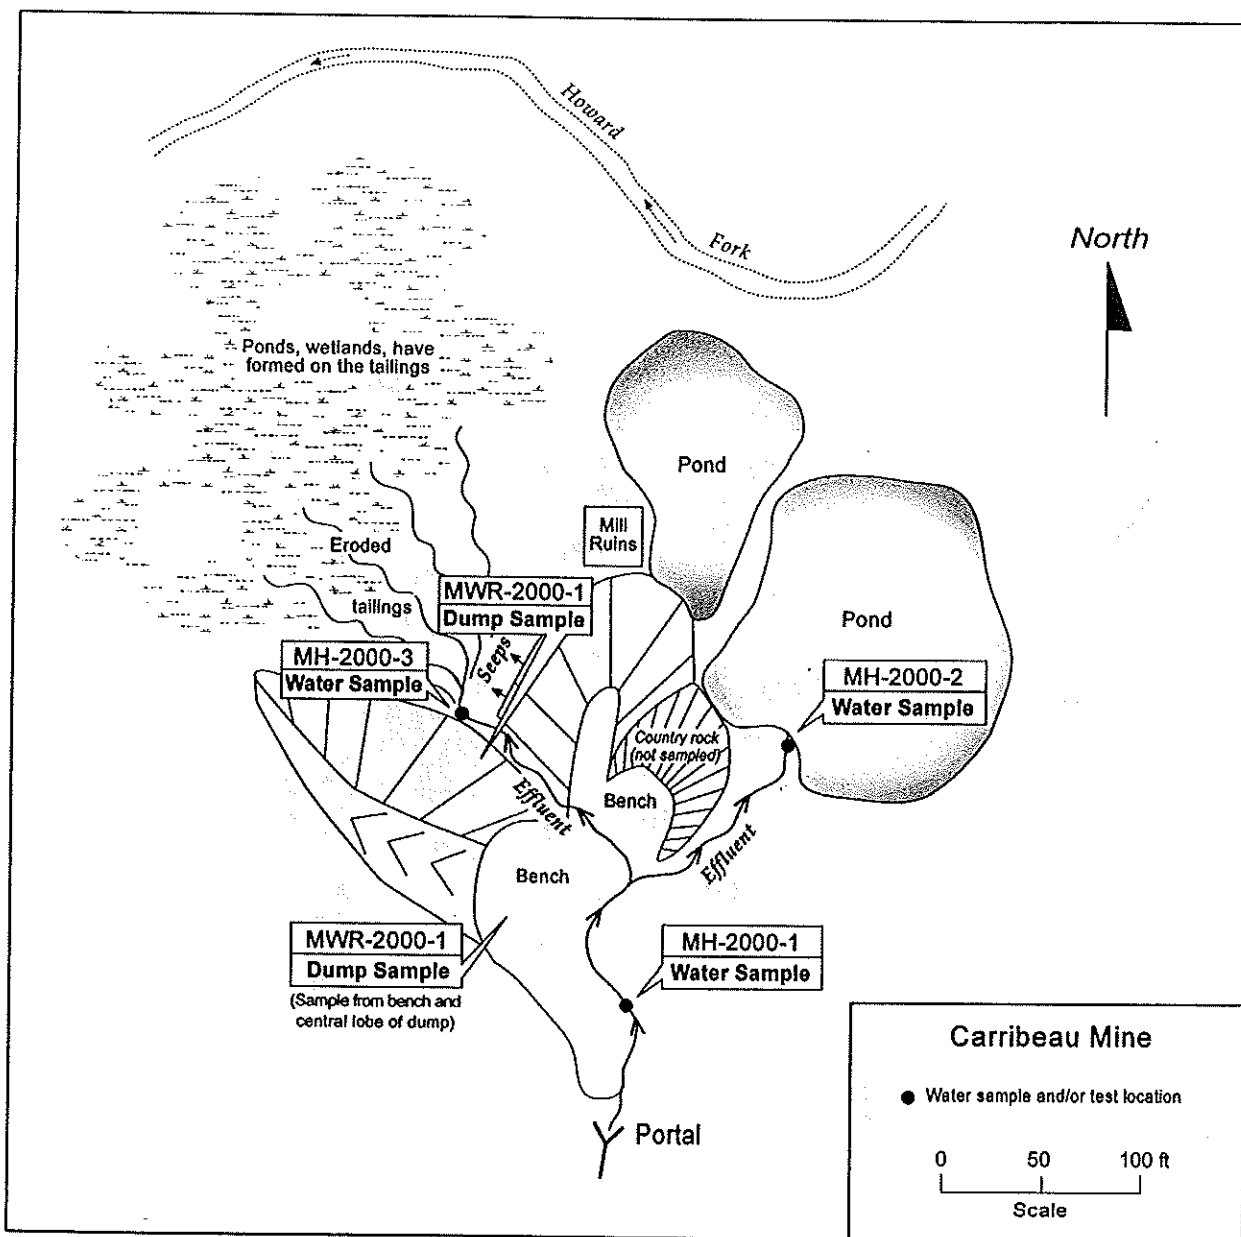 Howard
Fork
North
Ponds, wetlands, have
formed on the tailings
Pond
Mill
Ruins
Eroded
tailings
MWR-2000-1
Dump Sample
Pond
Seeps
MH-2000-3
Water Sample
MH-2000-2
Water Sample
Country rock
(not sampled)
Bench
Effluent
Effluent
Bench
MWR-2000-1
Dump Sample
(Sample from bench and
central lobe of dump)
MH-2000-1
Water Sample
Portal
Carribeau Mine
Water sample and/or test location
0 50 100 ft
Scale